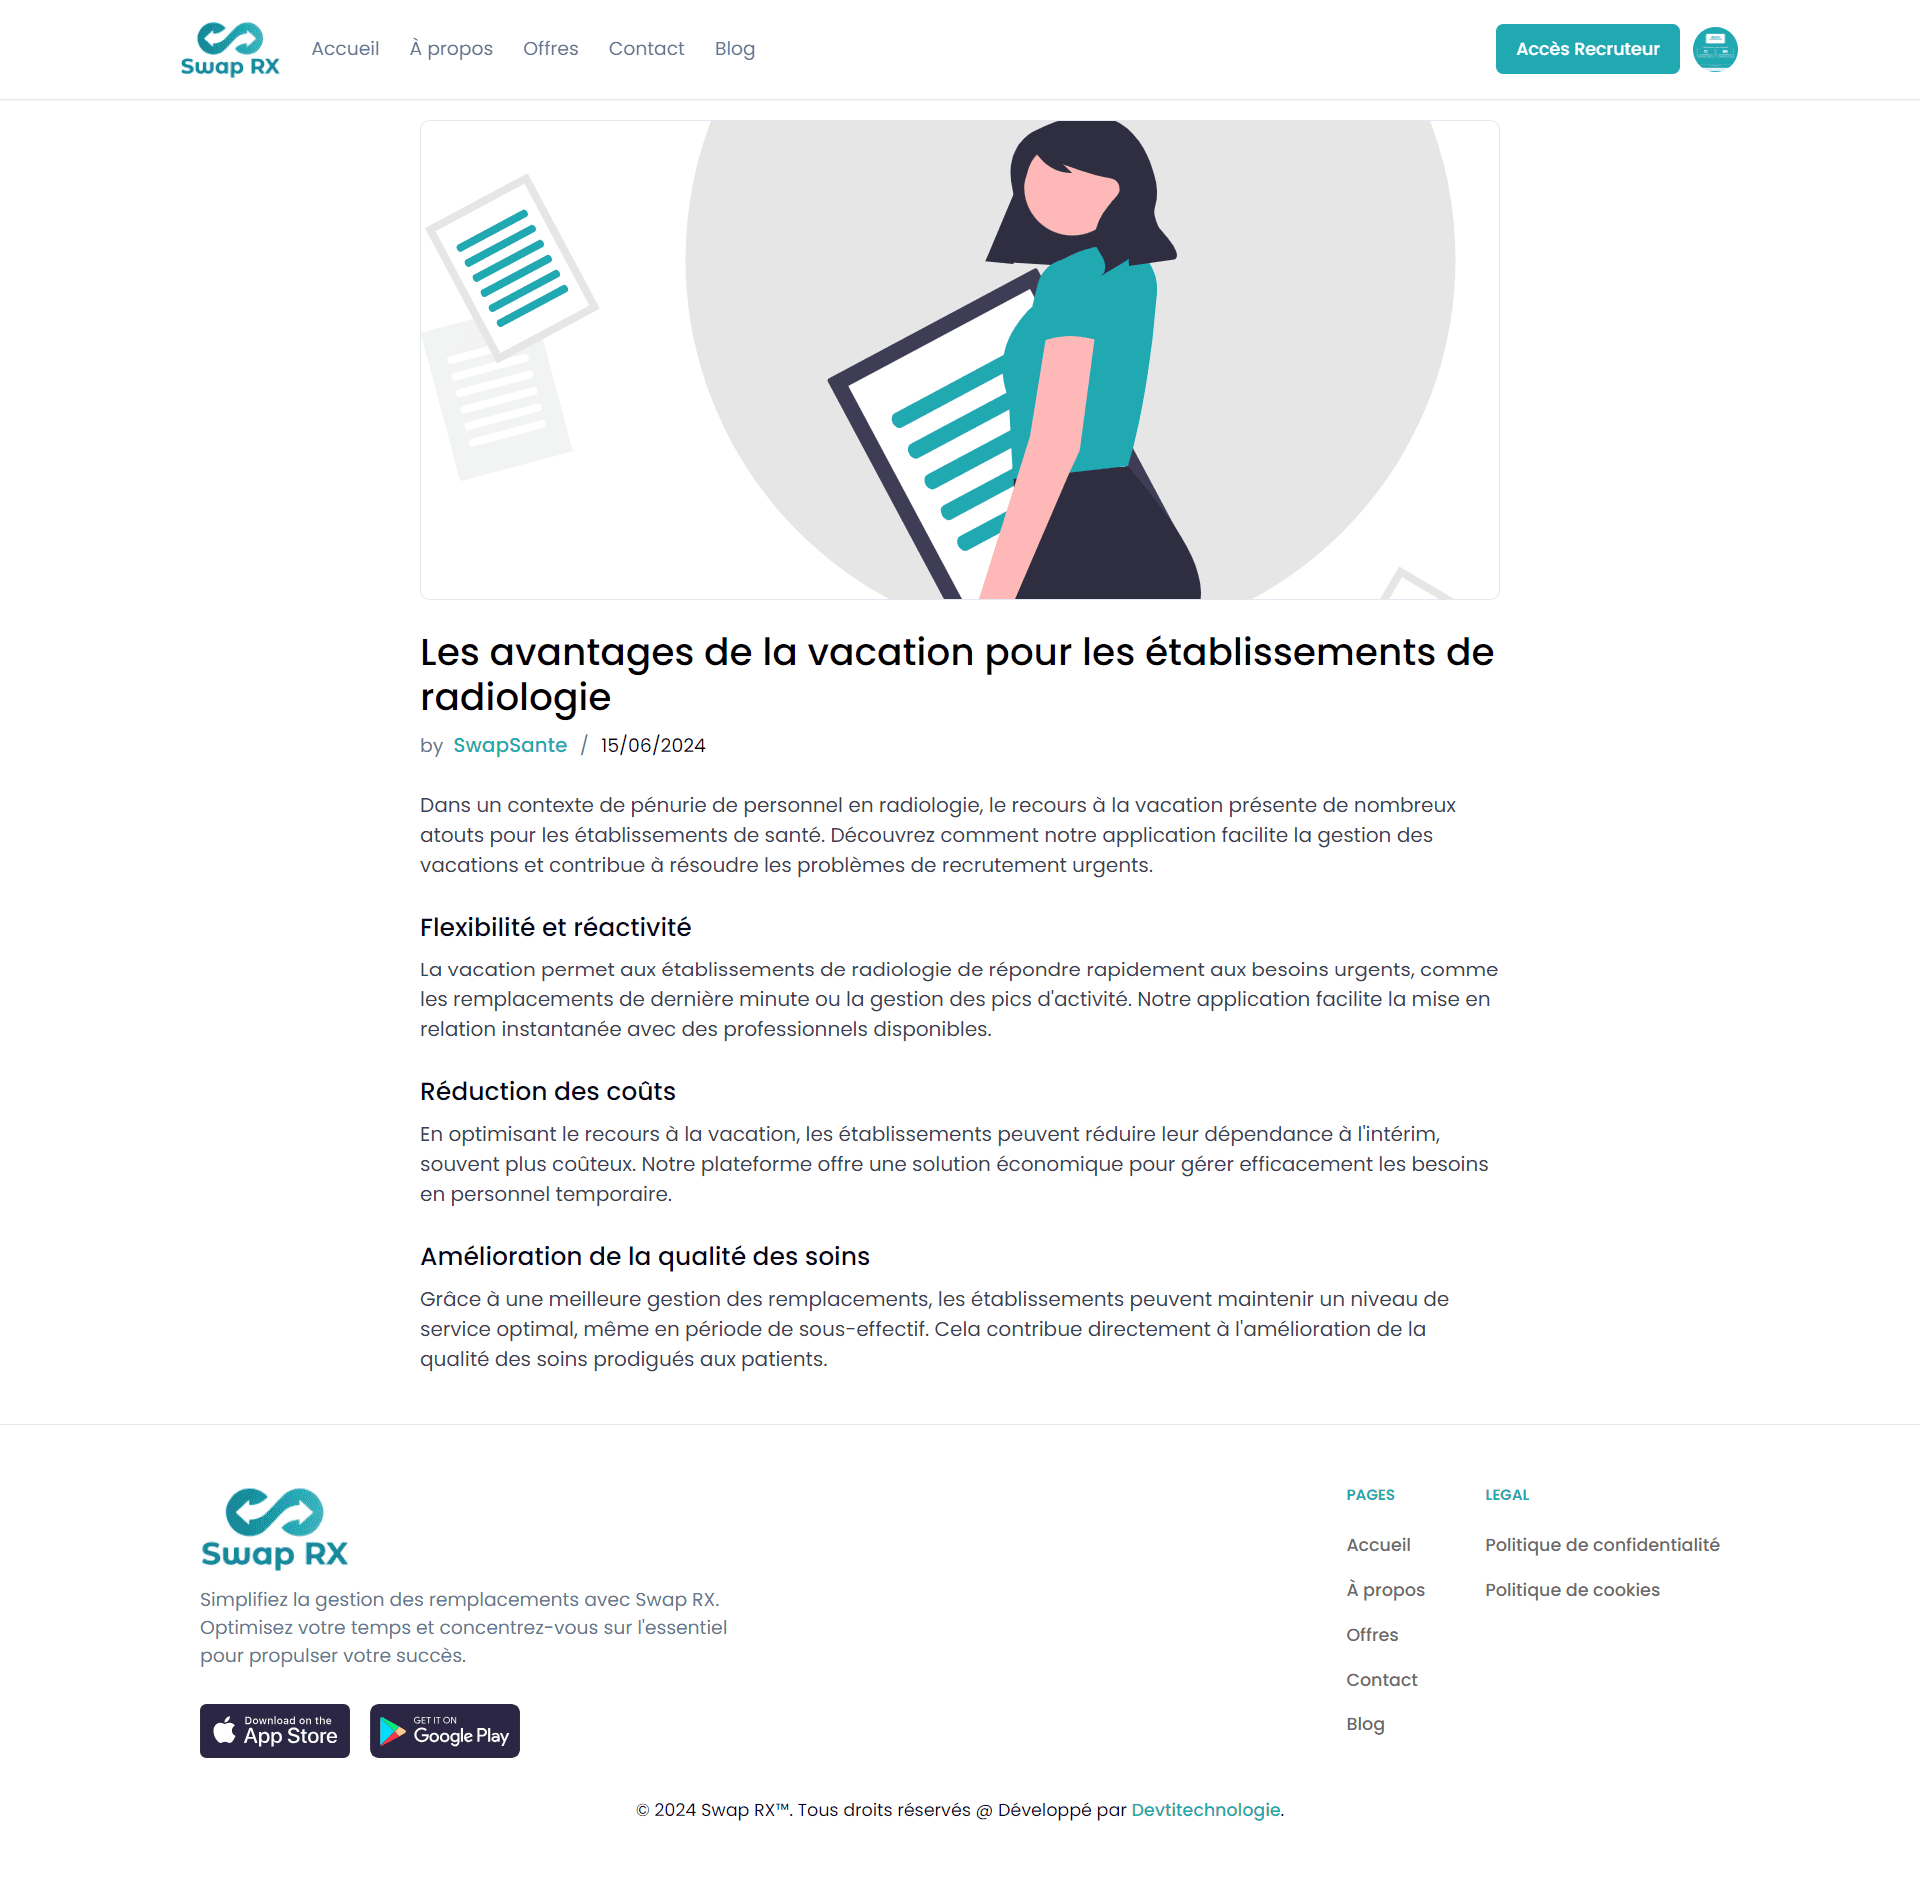 Swap RX
Accueil
À propos
Offres
Contact
Blog
Accès Recruteur
Les avantages de la vacation pour les établissements de
radiologie
by SwapSante / 15/06/2024
Dans un contexte de pénurie de personnel en radiologie, le recours à la vacation présente de nombreux
atouts pour les établissements de santé. Découvrez comment notre application facilite la gestion des
vacations et contribue à résoudre les problèmes de recrutement urgents.
Flexibilité et réactivité
La vacation permet aux établissements de radiologie de répondre rapidement aux besoins urgents, comme
les remplacements de dernière minute ou la gestion des pics d'activité. Notre application facilite la mise en
relation instantanée avec des professionnels disponibles.
Réduction des coûts
En optimisant le recours à la vacation, les établissements peuvent réduire leur dépendance à l'intérim,
souvent plus coûteux. Notre plateforme offre une solution économique pour gérer efficacement les besoins
en personnel temporaire.
Amélioration de la qualité des soins
Grâce à une meilleure gestion des remplacements, les établissements peuvent maintenir un niveau de
service optimal, même en période de sous-effectif. Cela contribue directement à l'amélioration de la
qualité des soins prodigués aux patients.
Swap RX
Simplifiez la gestion des remplacements avec Swap RX.
Optimisez votre temps et concentrez-vous sur l'essentiel
pour propulser votre succès.
Download on the
App Store
GET IT ON
Google Play
PAGES
Accueil
À propos
Offres
Contact
Blog
LEGAL
Politique de confidentialité
Politique de cookies
© 2024 Swap RX™. Tous droits réservés @ Développé par Devtitechnologie.